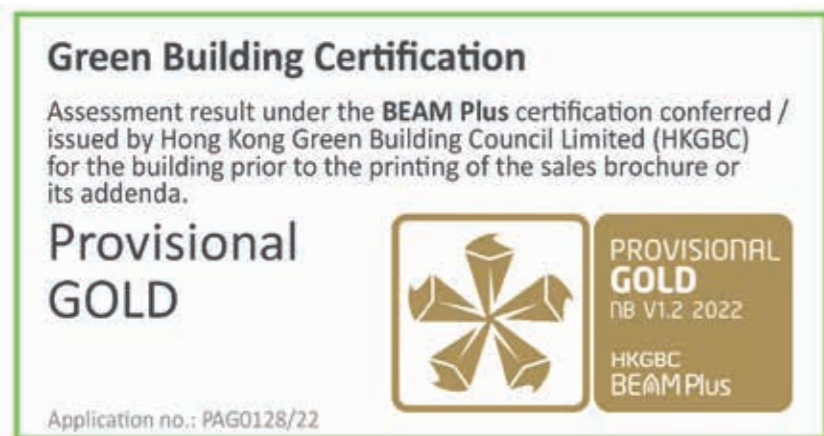 Green Building Certification
Assessment result under the BEAM Plus certification conferred /
issued by Hong Kong Green Building Council Limited (HKGBC)
for the building prior to the printing of the sales brochure or
its addenda.
Provisional
GOLD
PROVISIONAL
GOLD
NB V1.2 2022
HKGBC
BEAM Plus
Application no.: PAG0128/22